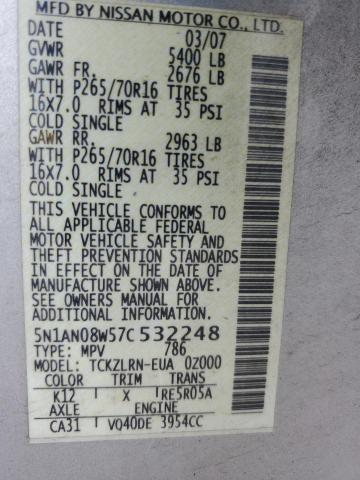 MFD BY NISSAN MOTOR CO., LTD.
DATE 03/07
GVWR 5400 LB
GAWR FR. 2676 LB
WITH P265/70R16 TIRES
16x7.0 RIMS AT 35 PSI
COLD SINGLE
GAWR RR. 2963 LB
WITH P265/70R16 TIRES
16x7.0 RIMS AT 35 PSI
COLD SINGLE
THIS VEHICLE CONFORMS TO
ALL APPLICABLE FEDERAL
MOTOR VEHICLE SAFETY AND
THEFT PREVENTION STANDARDS
IN EFFECT ON THE DATE OF
MANUFACTURE SHOWN ABOVE.
SEE OWNERS MANUAL FOR
ADDITIONAL INFORMATION.
5N1AN08W57C532248
TYPE: MPV 786
MODEL: TCKZLRN-EUA 0Z000
COLOR TRIM TRANS
K12 X RE5R05A
AXLE ENGINE
CA31 VQ40DE 3954CC